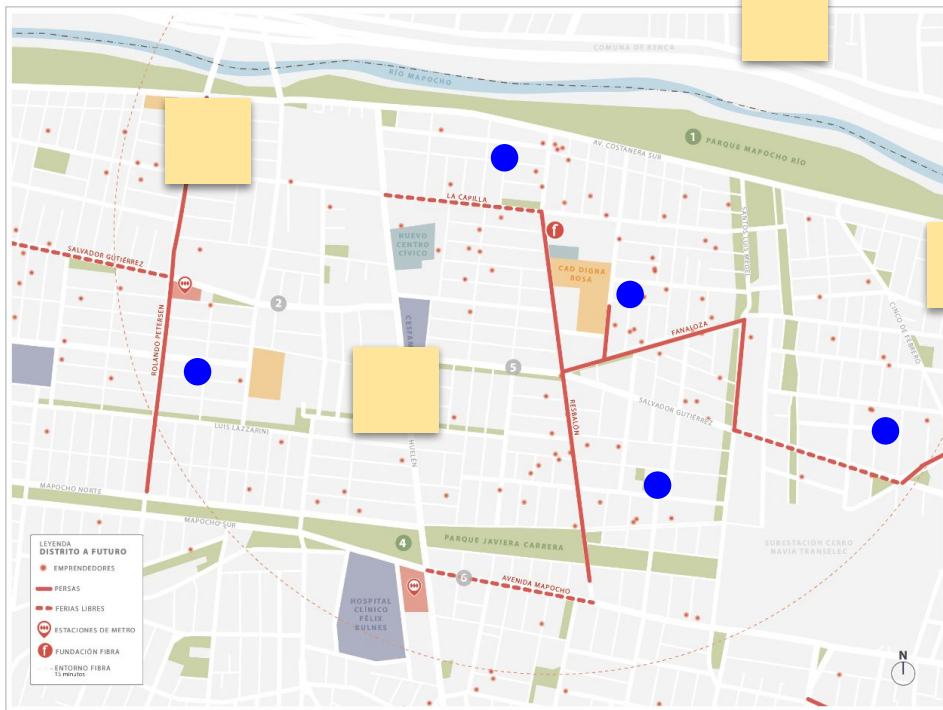 COMUNA DE RENCA
RÍO MAPOCHO
1
PARQUE MAPOCHO RÍO
AV. COSTANERA SUR
LA CAPILLA
SALVADOR GUTIÉRREZ
NUEVO
CENTRO
CÍVICO
f
CAD DIGNA
ROSA
CINCO DE FEBRERO
2
ROLANDO PETERSEN
FANALOZA
5
RESBALÓN
SALVADOR GUTIÉRREZ
LUIS LAZZARINI
HUELÉN
MAPOCHO NORTE
MAPOCHO SUR
4
PARQUE JAVIERA CARRERA
SUBESTACIÓN CERRO
NAVIA TRANSELEC
6
AVENIDA MAPOCHO
HOSPITAL
CLÍNICO
FÉLIX
BULNES
LEYENDA
DISTRITO A FUTURO
EMPRENDEDORES
PERSAS
FERIAS LIBRES
ESTACIONES DE METRO
f FUNDACIÓN FIBRA
ENTORNO FIBRA
15 minutos
N